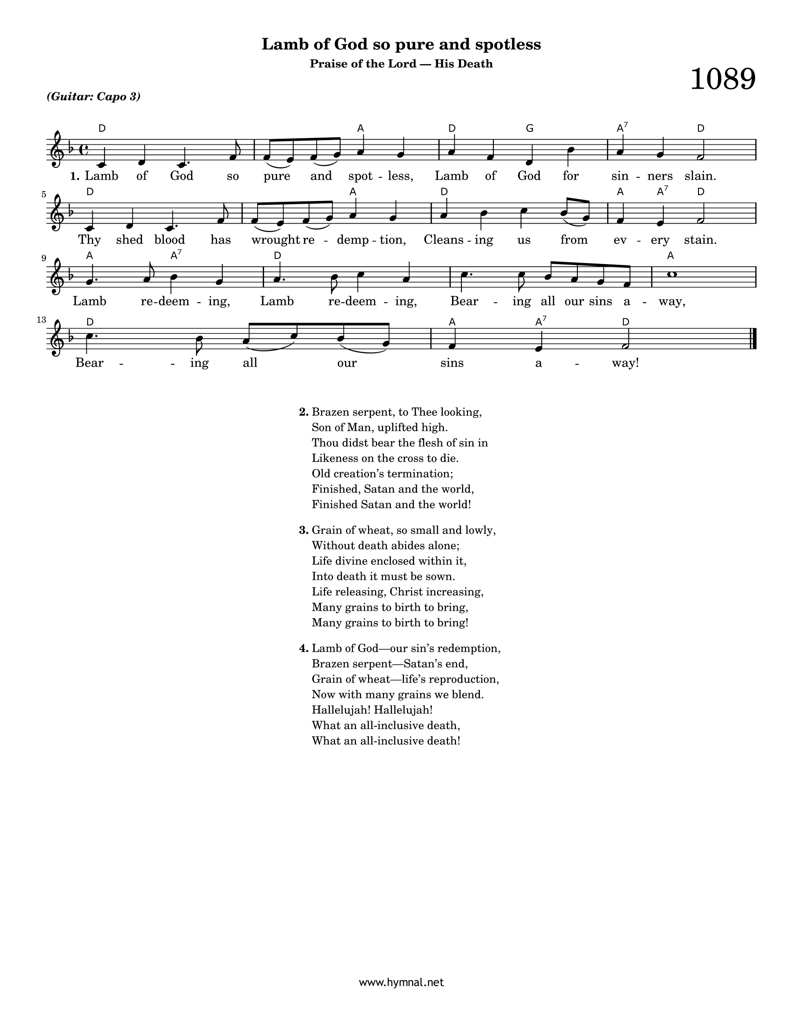 Lamb of God so pure and spotless
Praise of the Lord — His Death
1089
(Guitar: Capo 3)
D A D G A7 D
1. Lamb of God so pure and spot - less, Lamb of God for sin - ners slain.
5 D A D A A7 D
Thy shed blood has wrought re - demp - tion, Cleans - ing us from ev - ery stain.
9 A A7 D A
Lamb re-deem - ing, Lamb re-deem - ing, Bear - ing all our sins a - way,
13 D A A7 D
Bear - - ing all our sins a - way!
2. Brazen serpent, to Thee looking,
Son of Man, uplifted high.
Thou didst bear the flesh of sin in
Likeness on the cross to die.
Old creation's termination;
Finished, Satan and the world,
Finished Satan and the world!
3. Grain of wheat, so small and lowly,
Without death abides alone;
Life divine enclosed within it,
Into death it must be sown.
Life releasing, Christ increasing,
Many grains to birth to bring,
Many grains to birth to bring!
4. Lamb of God—our sin's redemption,
Brazen serpent—Satan's end,
Grain of wheat—life's reproduction,
Now with many grains we blend.
Hallelujah! Hallelujah!
What an all-inclusive death,
What an all-inclusive death!
www.hymnal.net